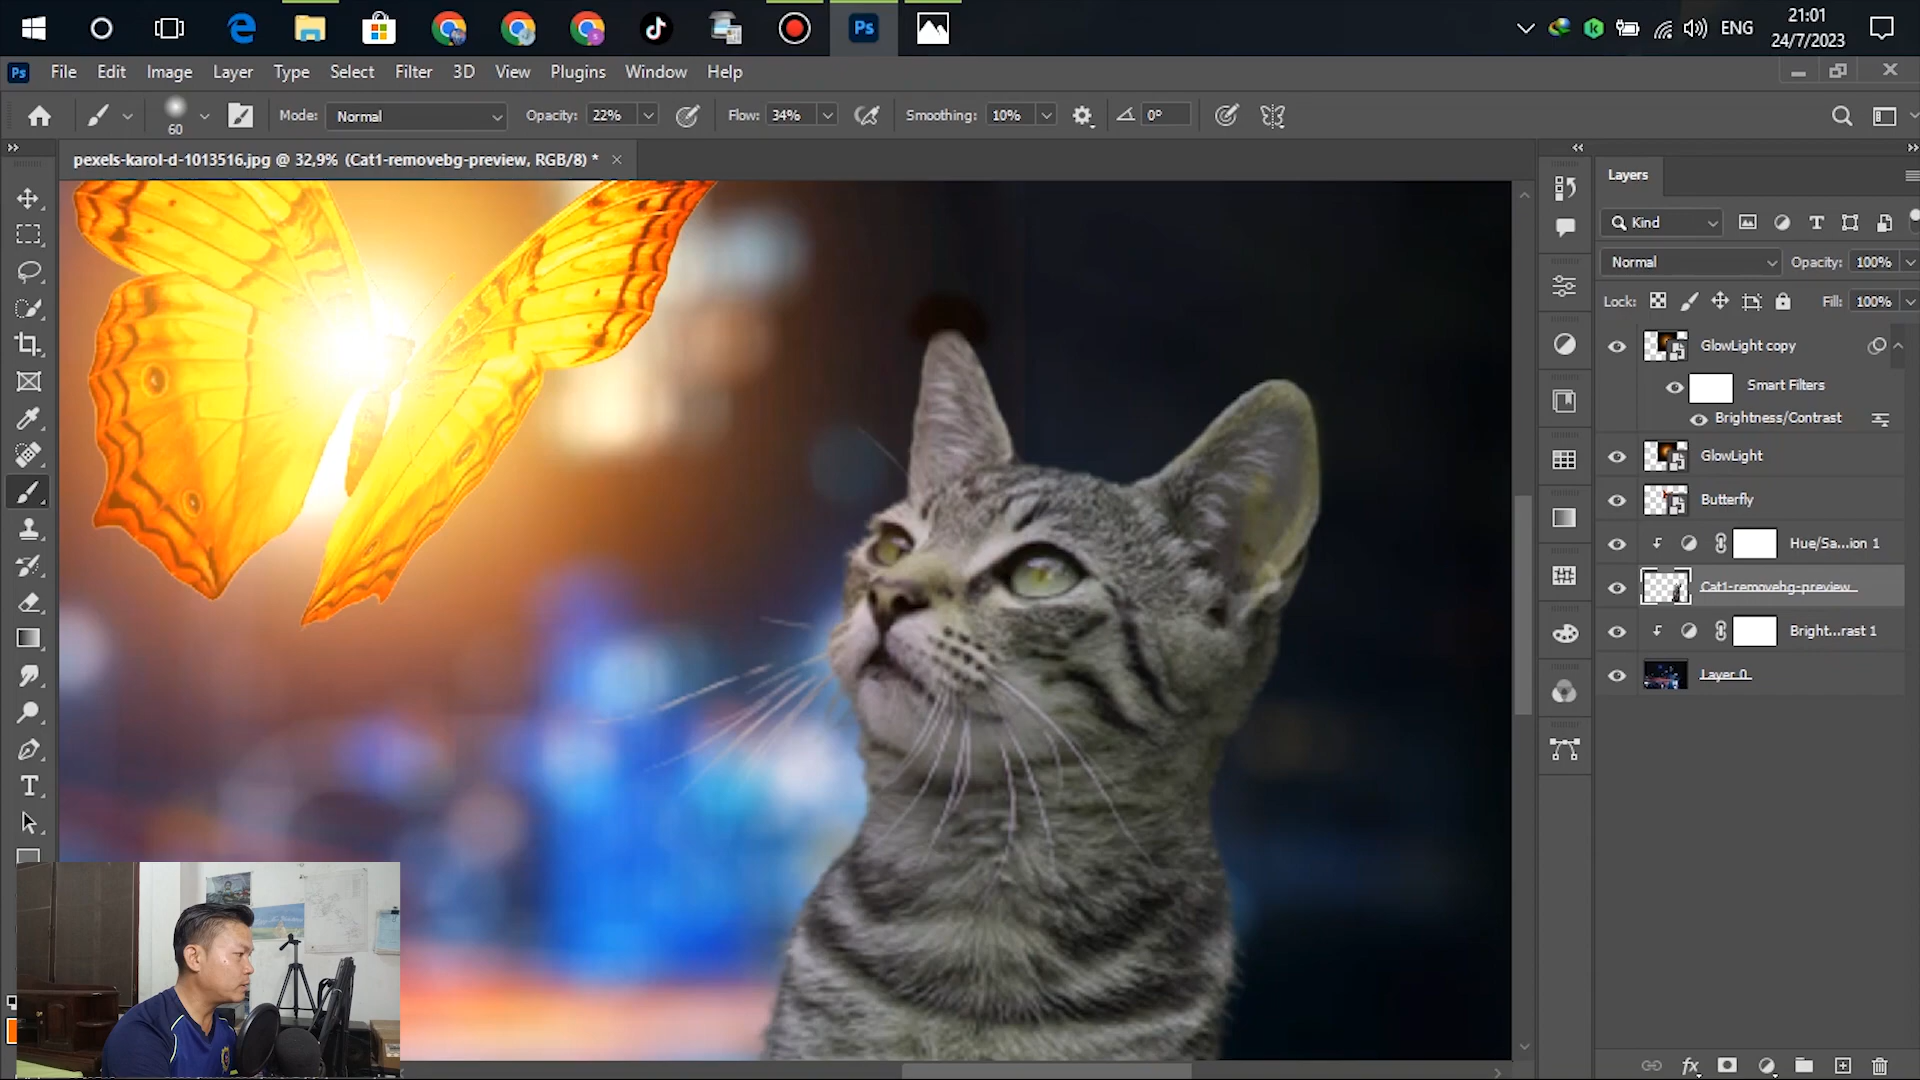 Ps
ENG
21:01
24/7/2023
Ps File Edit Image Layer Type Select Filter 3D View Plugins Window Help
60 Mode: Normal Opacity: 22% Flow: 34% Smoothing: 10% 0°
pexels-karol-d-1013516.jpg @ 32,9% (Cat1-removebg-preview, RGB/8) * ×
Layers
Kind
Normal Opacity: 100%
Lock: Fill: 100%
GlowLight copy
Smart Filters
Brightness/Contrast
GlowLight
Butterfly
Hue/Sa...ion 1
Cat1-removebg-preview
Bright...rast 1
Layer 0
fx